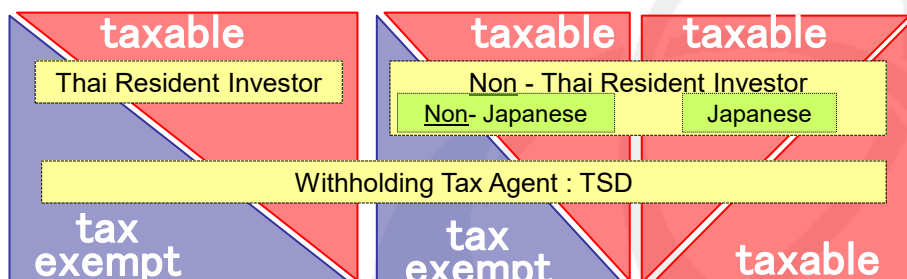 taxable
taxable
taxable
Thai Resident Investor
Non - Thai Resident Investor
Non- Japanese
Japanese
Withholding Tax Agent : TSD
tax
exempt
tax
exempt
taxable